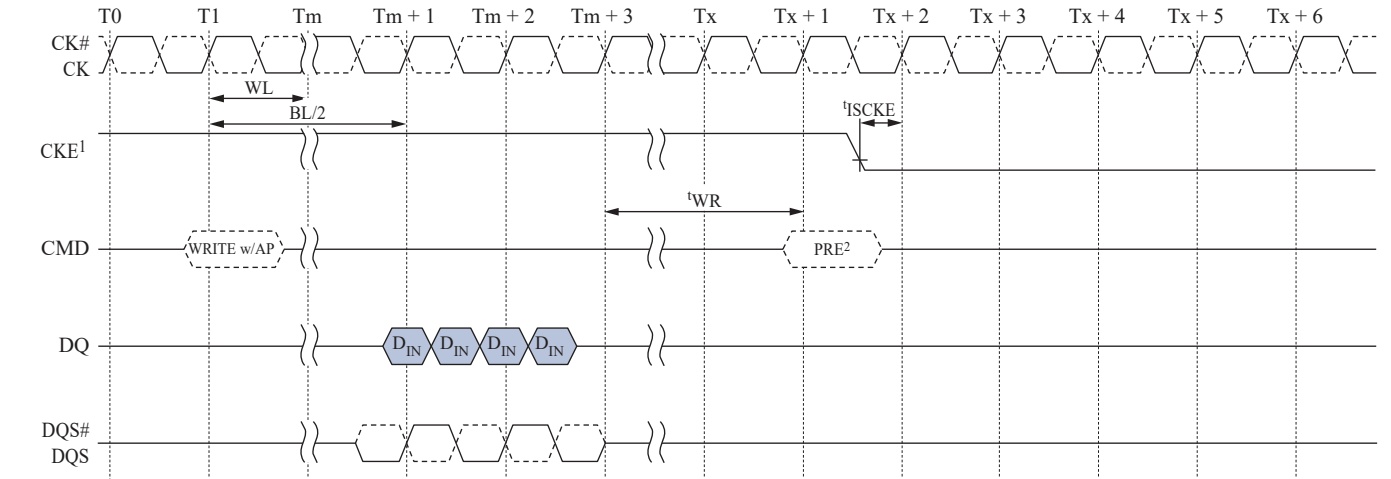 T0 T1 Tm Tm + 1 Tm + 2 Tm + 3 Tx Tx + 1 Tx + 2 Tx + 3 Tx + 4 Tx + 5 Tx + 6
CK#
CK
WL
BL/2
tISCKE
CKE1
tWR
CMD WRITE w/AP PRE2
DQ DIN DIN DIN DIN
DQS#
DQS